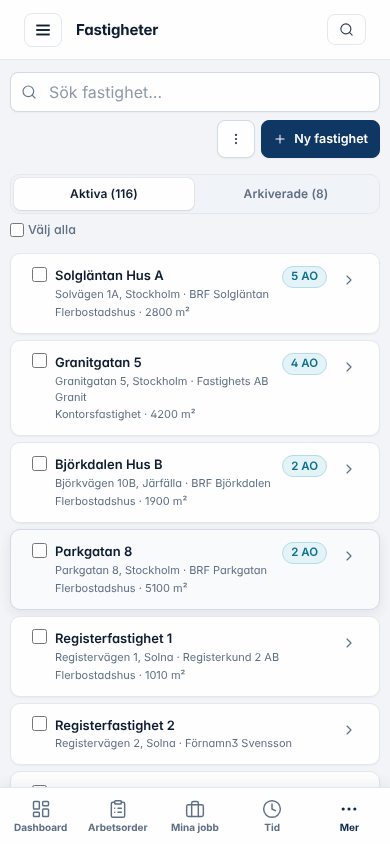 Fastigheter
Sök fastighet...
Ny fastighet
Aktiva (116)
Arkiverade (8)
Välj alla
Solgläntan Hus A
5 AO
Solvägen 1A, Stockholm · BRF Solgläntan
Flerbostadshus · 2800 m²
Granitgatan 5
4 AO
Granitgatan 5, Stockholm · Fastighets AB
Granit
Kontorsfastighet · 4200 m²
Björkdalen Hus B
2 AO
Björkvägen 10B, Järfälla · BRF Björkdalen
Flerbostadshus · 1900 m²
Parkgatan 8
2 AO
Parkgatan 8, Stockholm · BRF Parkgatan
Flerbostadshus · 5100 m²
Registerfastighet 1
Registervägen 1, Solna · Registerkund 2 AB
Flerbostadshus · 1010 m²
Registerfastighet 2
Registervägen 2, Solna · Förnamn3 Svensson
Dashboard
Arbetsorder
Mina jobb
Tid
Mer